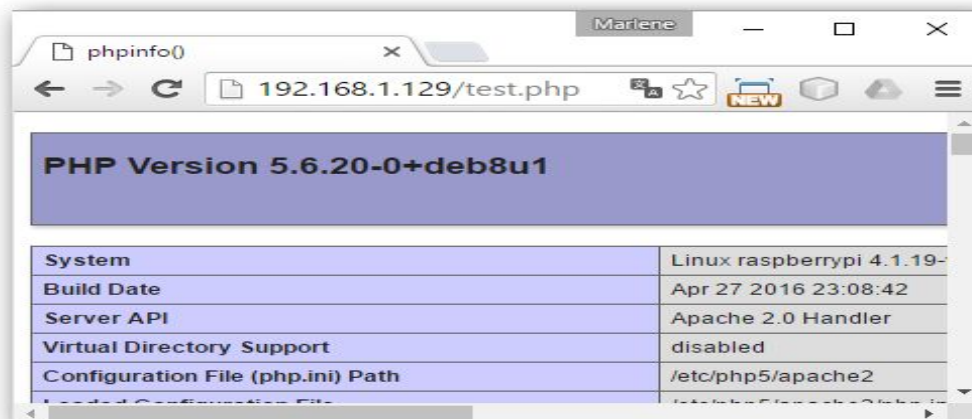 Marlene
phpinfo()
192.168.1.129/test.php
NEW
PHP Version 5.6.20-0+deb8u1
System Linux raspberrypi 4.1.19-
Build Date Apr 27 2016 23:08:42
Server API Apache 2.0 Handler
Virtual Directory Support disabled
Configuration File (php.ini) Path /etc/php5/apache2